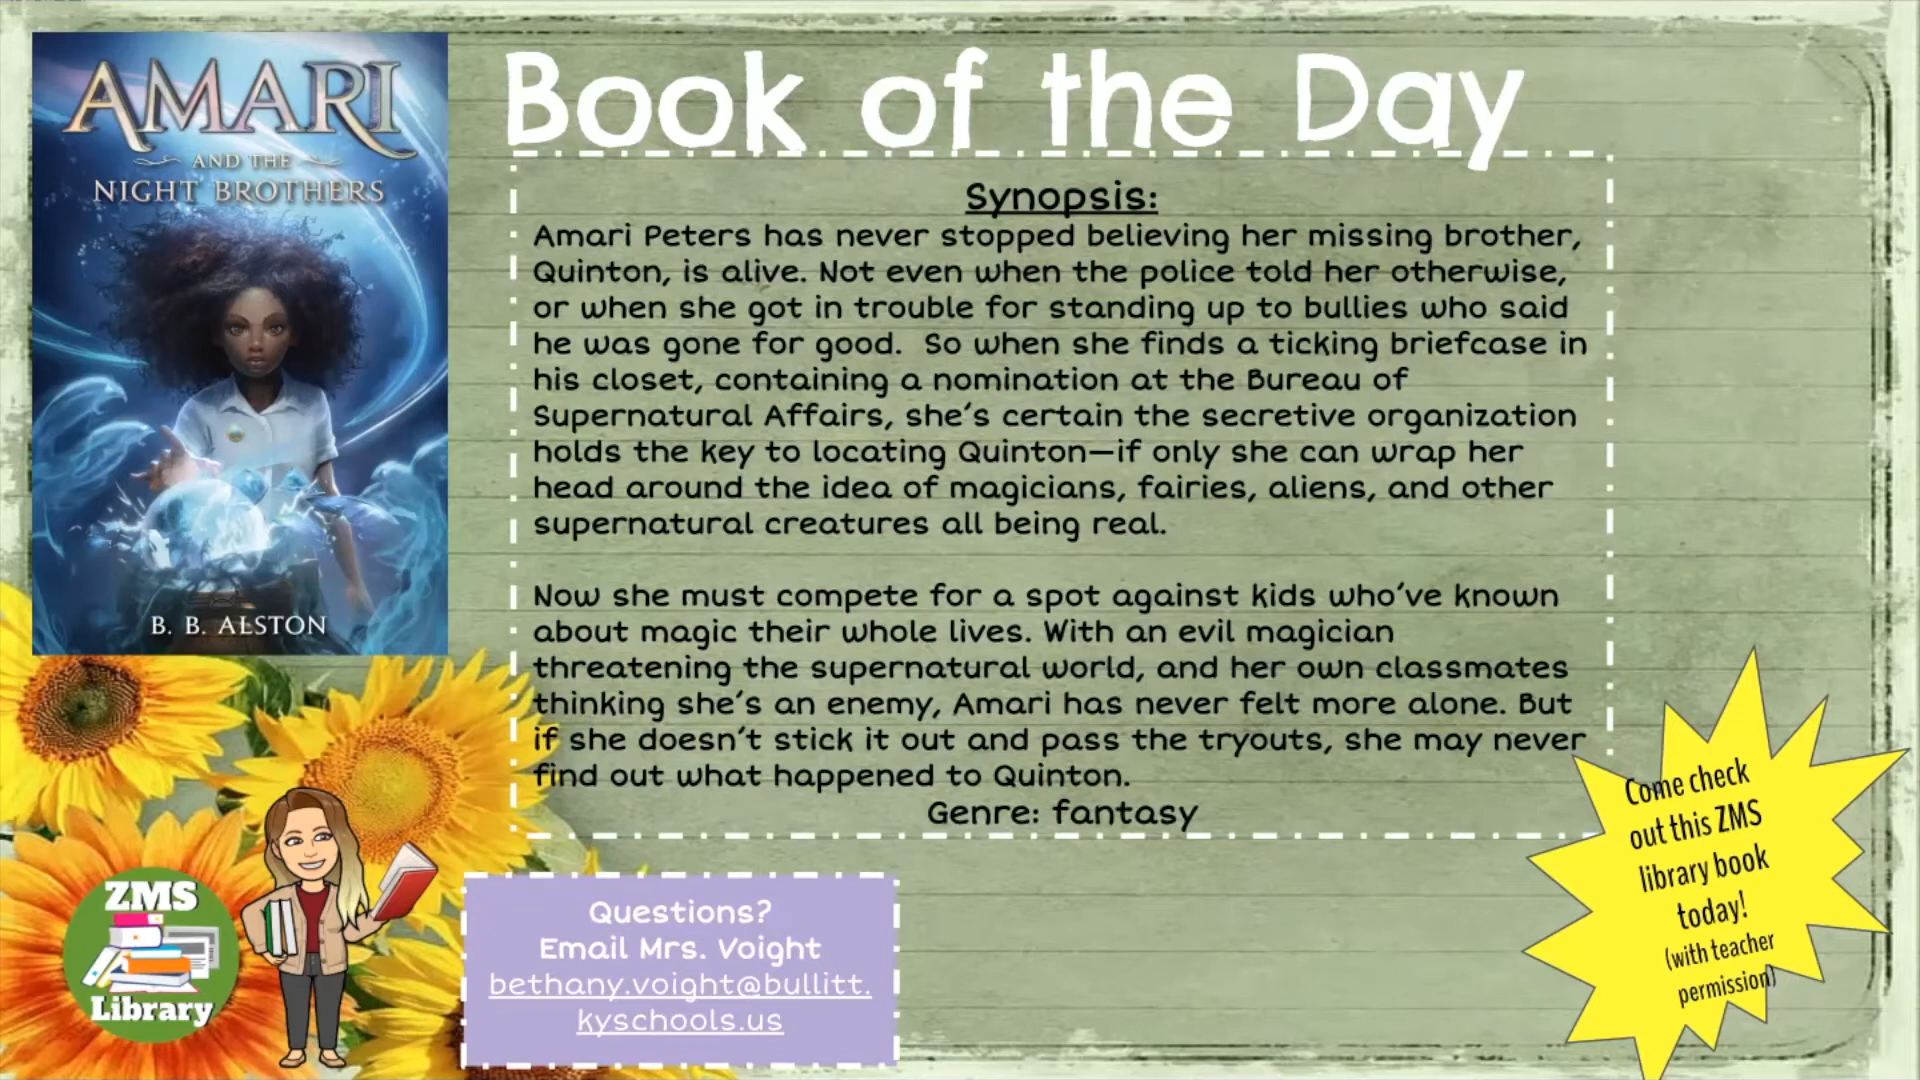 AMARI
AND THE
NIGHT BROTHERS
B. B. ALSTON
Book of the Day
Synopsis:
Amari Peters has never stopped believing her missing brother,
Quinton, is alive. Not even when the police told her otherwise,
or when she got in trouble for standing up to bullies who said
he was gone for good.  So when she finds a ticking briefcase in
his closet, containing a nomination at the Bureau of
Supernatural Affairs, she’s certain the secretive organization
holds the key to locating Quinton—if only she can wrap her
head around the idea of magicians, fairies, aliens, and other
supernatural creatures all being real.
Now she must compete for a spot against kids who’ve known
about magic their whole lives. With an evil magician
threatening the supernatural world, and her own classmates
thinking she’s an enemy, Amari has never felt more alone. But
if she doesn’t stick it out and pass the tryouts, she may never
find out what happened to Quinton.
Genre: fantasy
ZMS
Library
Questions?
Email Mrs. Voight
bethany.voight@bullitt.
kyschools.us
Come check
out this ZMS
library book
today!
(with teacher
permission)